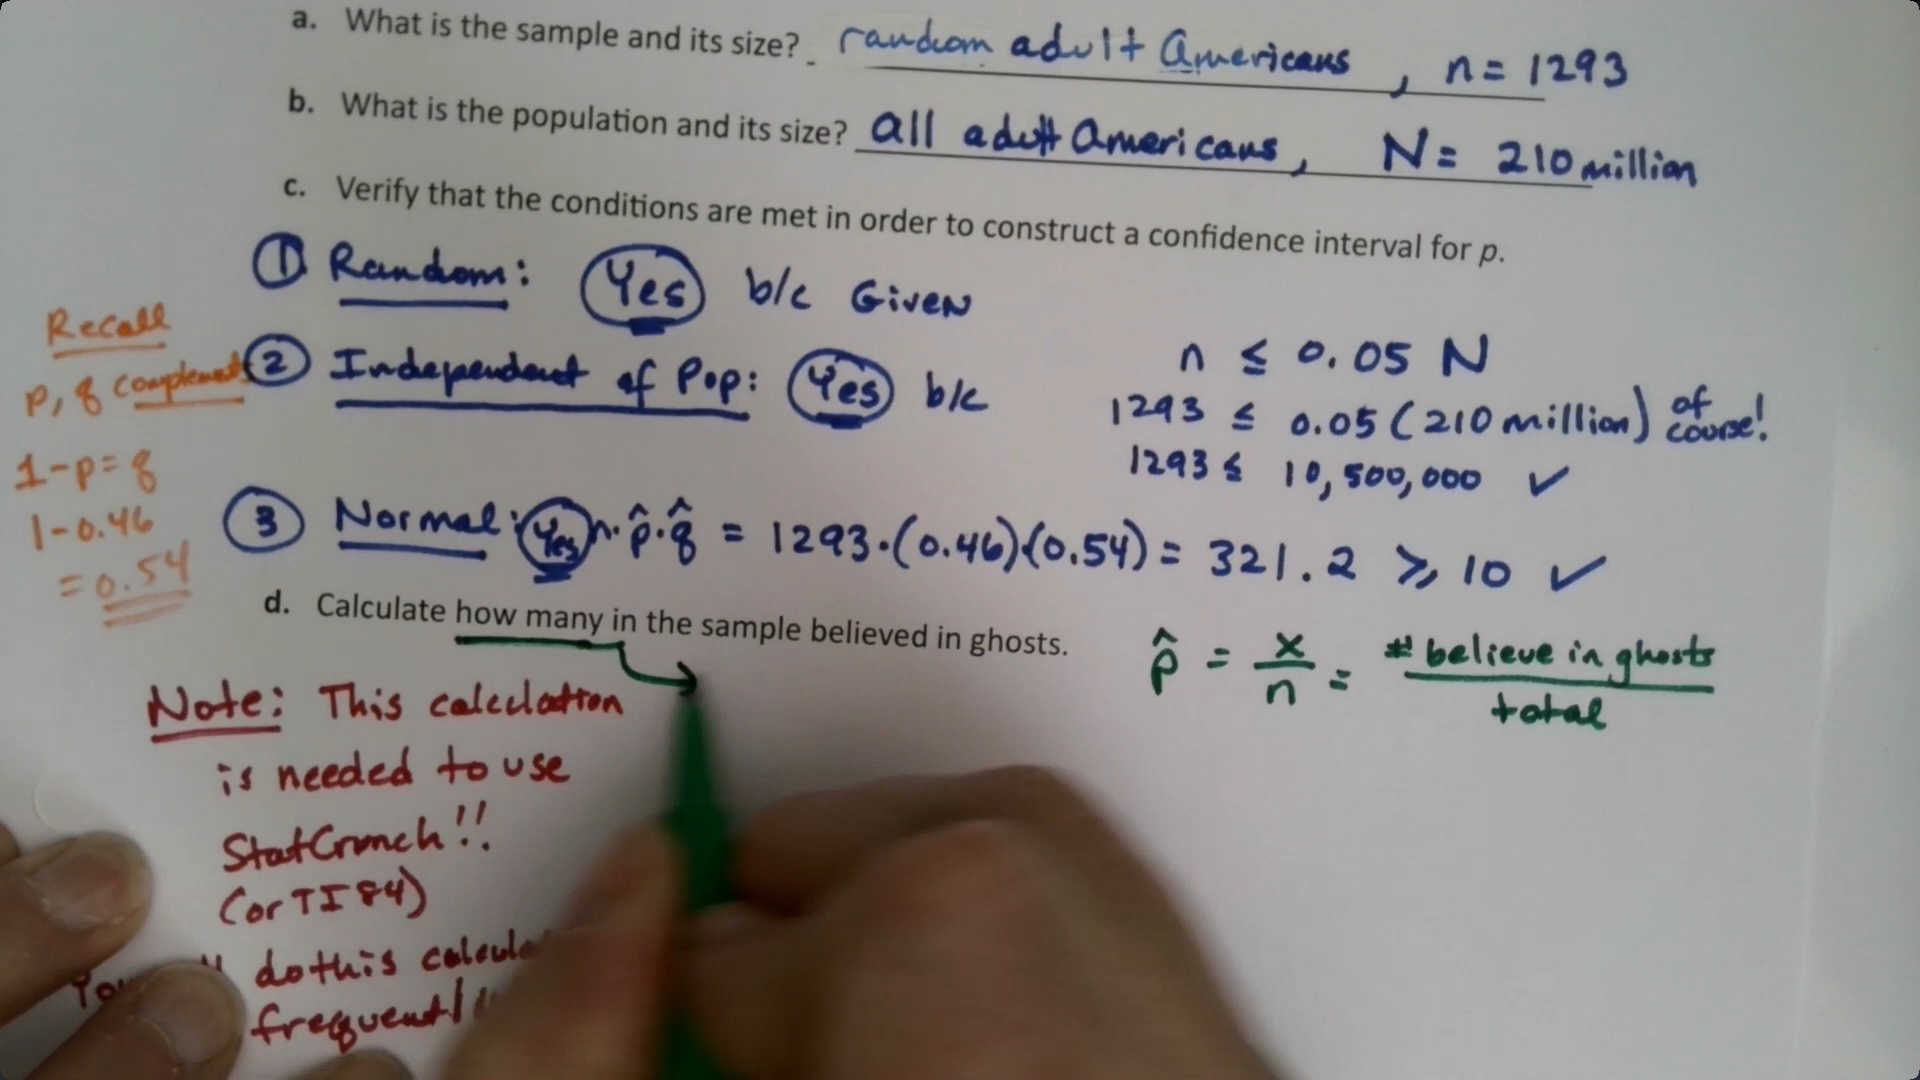 a. What is the sample and its size? random adult Americans, n = 1293
b. What is the population and its size? all adult Americans, N = 210 million
c. Verify that the conditions are met in order to construct a confidence interval for p.
① Random: Yes b/c Given
Recall
p, q complements
1-p = q
1-0.46
= 0.54
② Independent of Pop: Yes b/c
n ≤ 0.05 N
1293 ≤ 0.05 (210 million) of course!
1293 ≤ 10,500,000 ✓
③ Normal: Yes n·p̂·q̂ = 1293·(0.46)·(0.54) = 321.2 ≥ 10 ✓
d. Calculate how many in the sample believed in ghosts.
p̂ = x/n = # believe in ghosts / total
Note: This calculation
is needed to use
StatCrunch!!
(or TI 84)
do this